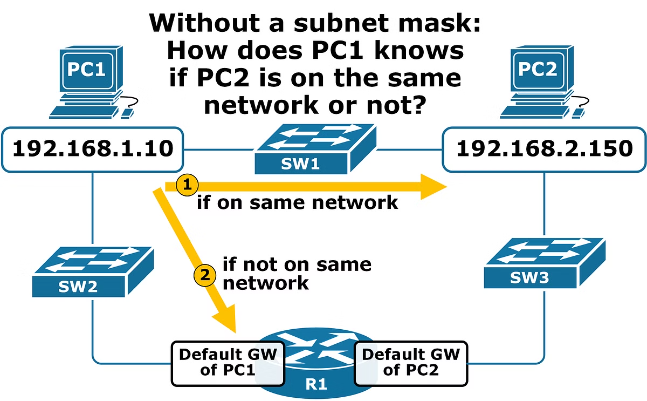 Without a subnet mask:
How does PC1 knows
if PC2 is on the same
network or not?
PC1
PC2
192.168.1.10
192.168.2.150
SW1
1
if on same network
2
if not on same
network
SW2
SW3
Default GW
of PC1
Default GW
of PC2
R1